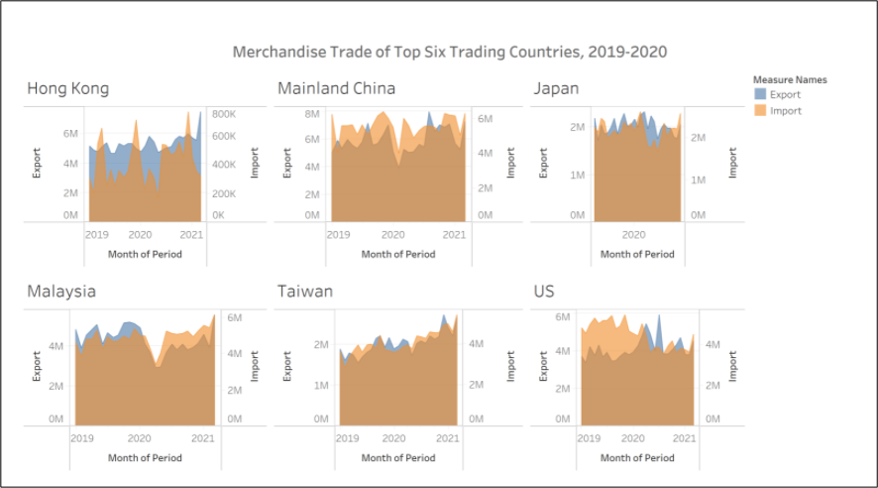 Merchandise Trade of Top Six Trading Countries, 2019-2020
Measure Names
Export
Import
Hong Kong
Export
6M
4M
2M
0M
800K
600K
400K
200K
0K
Import
2019 2020 2021
Month of Period
Mainland China
Export
8M
6M
4M
2M
0M
6M
4M
2M
0M
Import
2019 2020 2021
Month of Period
Japan
Export
2M
1M
0M
2M
1M
0M
Import
2020
Month of Period
Malaysia
Export
4M
2M
0M
6M
4M
2M
0M
Import
2019 2020 2021
Month of Period
Taiwan
Export
2M
1M
0M
4M
2M
0M
Import
2019 2020 2021
Month of Period
US
Export
6M
4M
2M
0M
4M
2M
0M
Import
2019 2020 2021
Month of Period